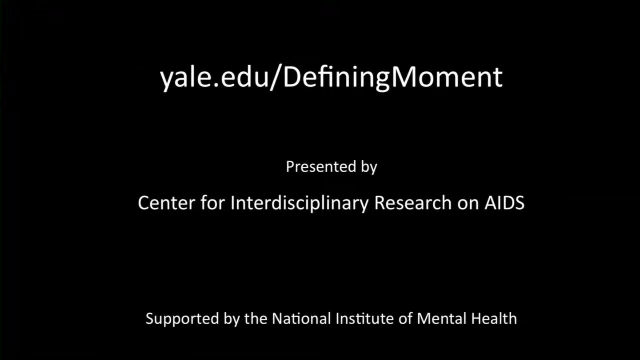 yale.edu/DefiningMoment
Presented by
Center for Interdisciplinary Research on AIDS
Supported by the National Institute of Mental Health